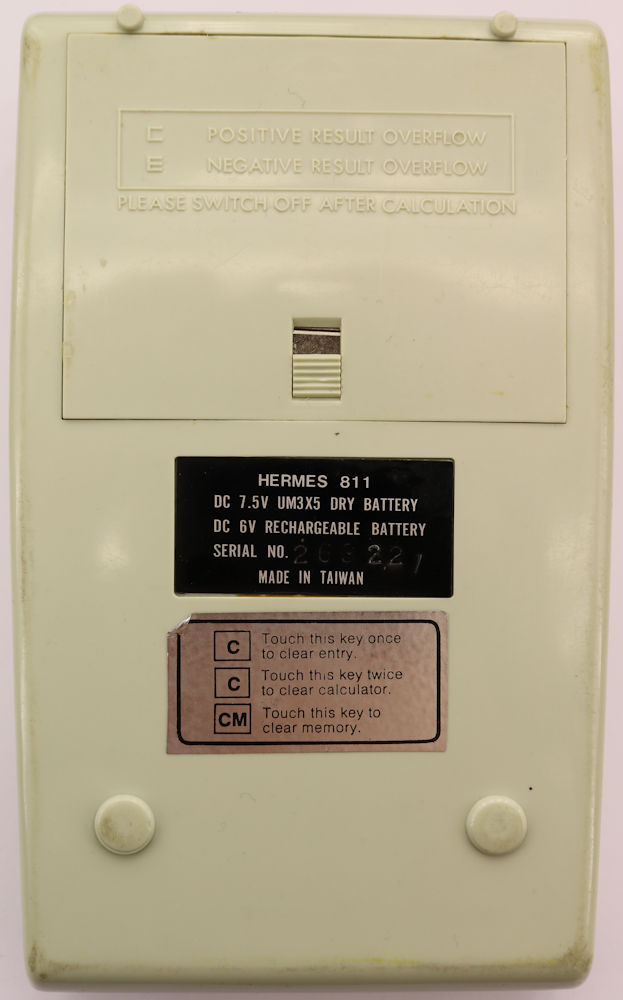 C POSITIVE RESULT OVERFLOW
E NEGATIVE RESULT OVERFLOW
PLEASE SWITCH OFF AFTER CALCULATION
HERMES 811
DC 7.5V UM3X5 DRY BATTERY
DC 6V RECHARGEABLE BATTERY
SERIAL NO.
MADE IN TAIWAN
C Touch this key once
to clear entry.
C Touch this key twice
to clear calculator.
CM Touch this key to
clear memory.